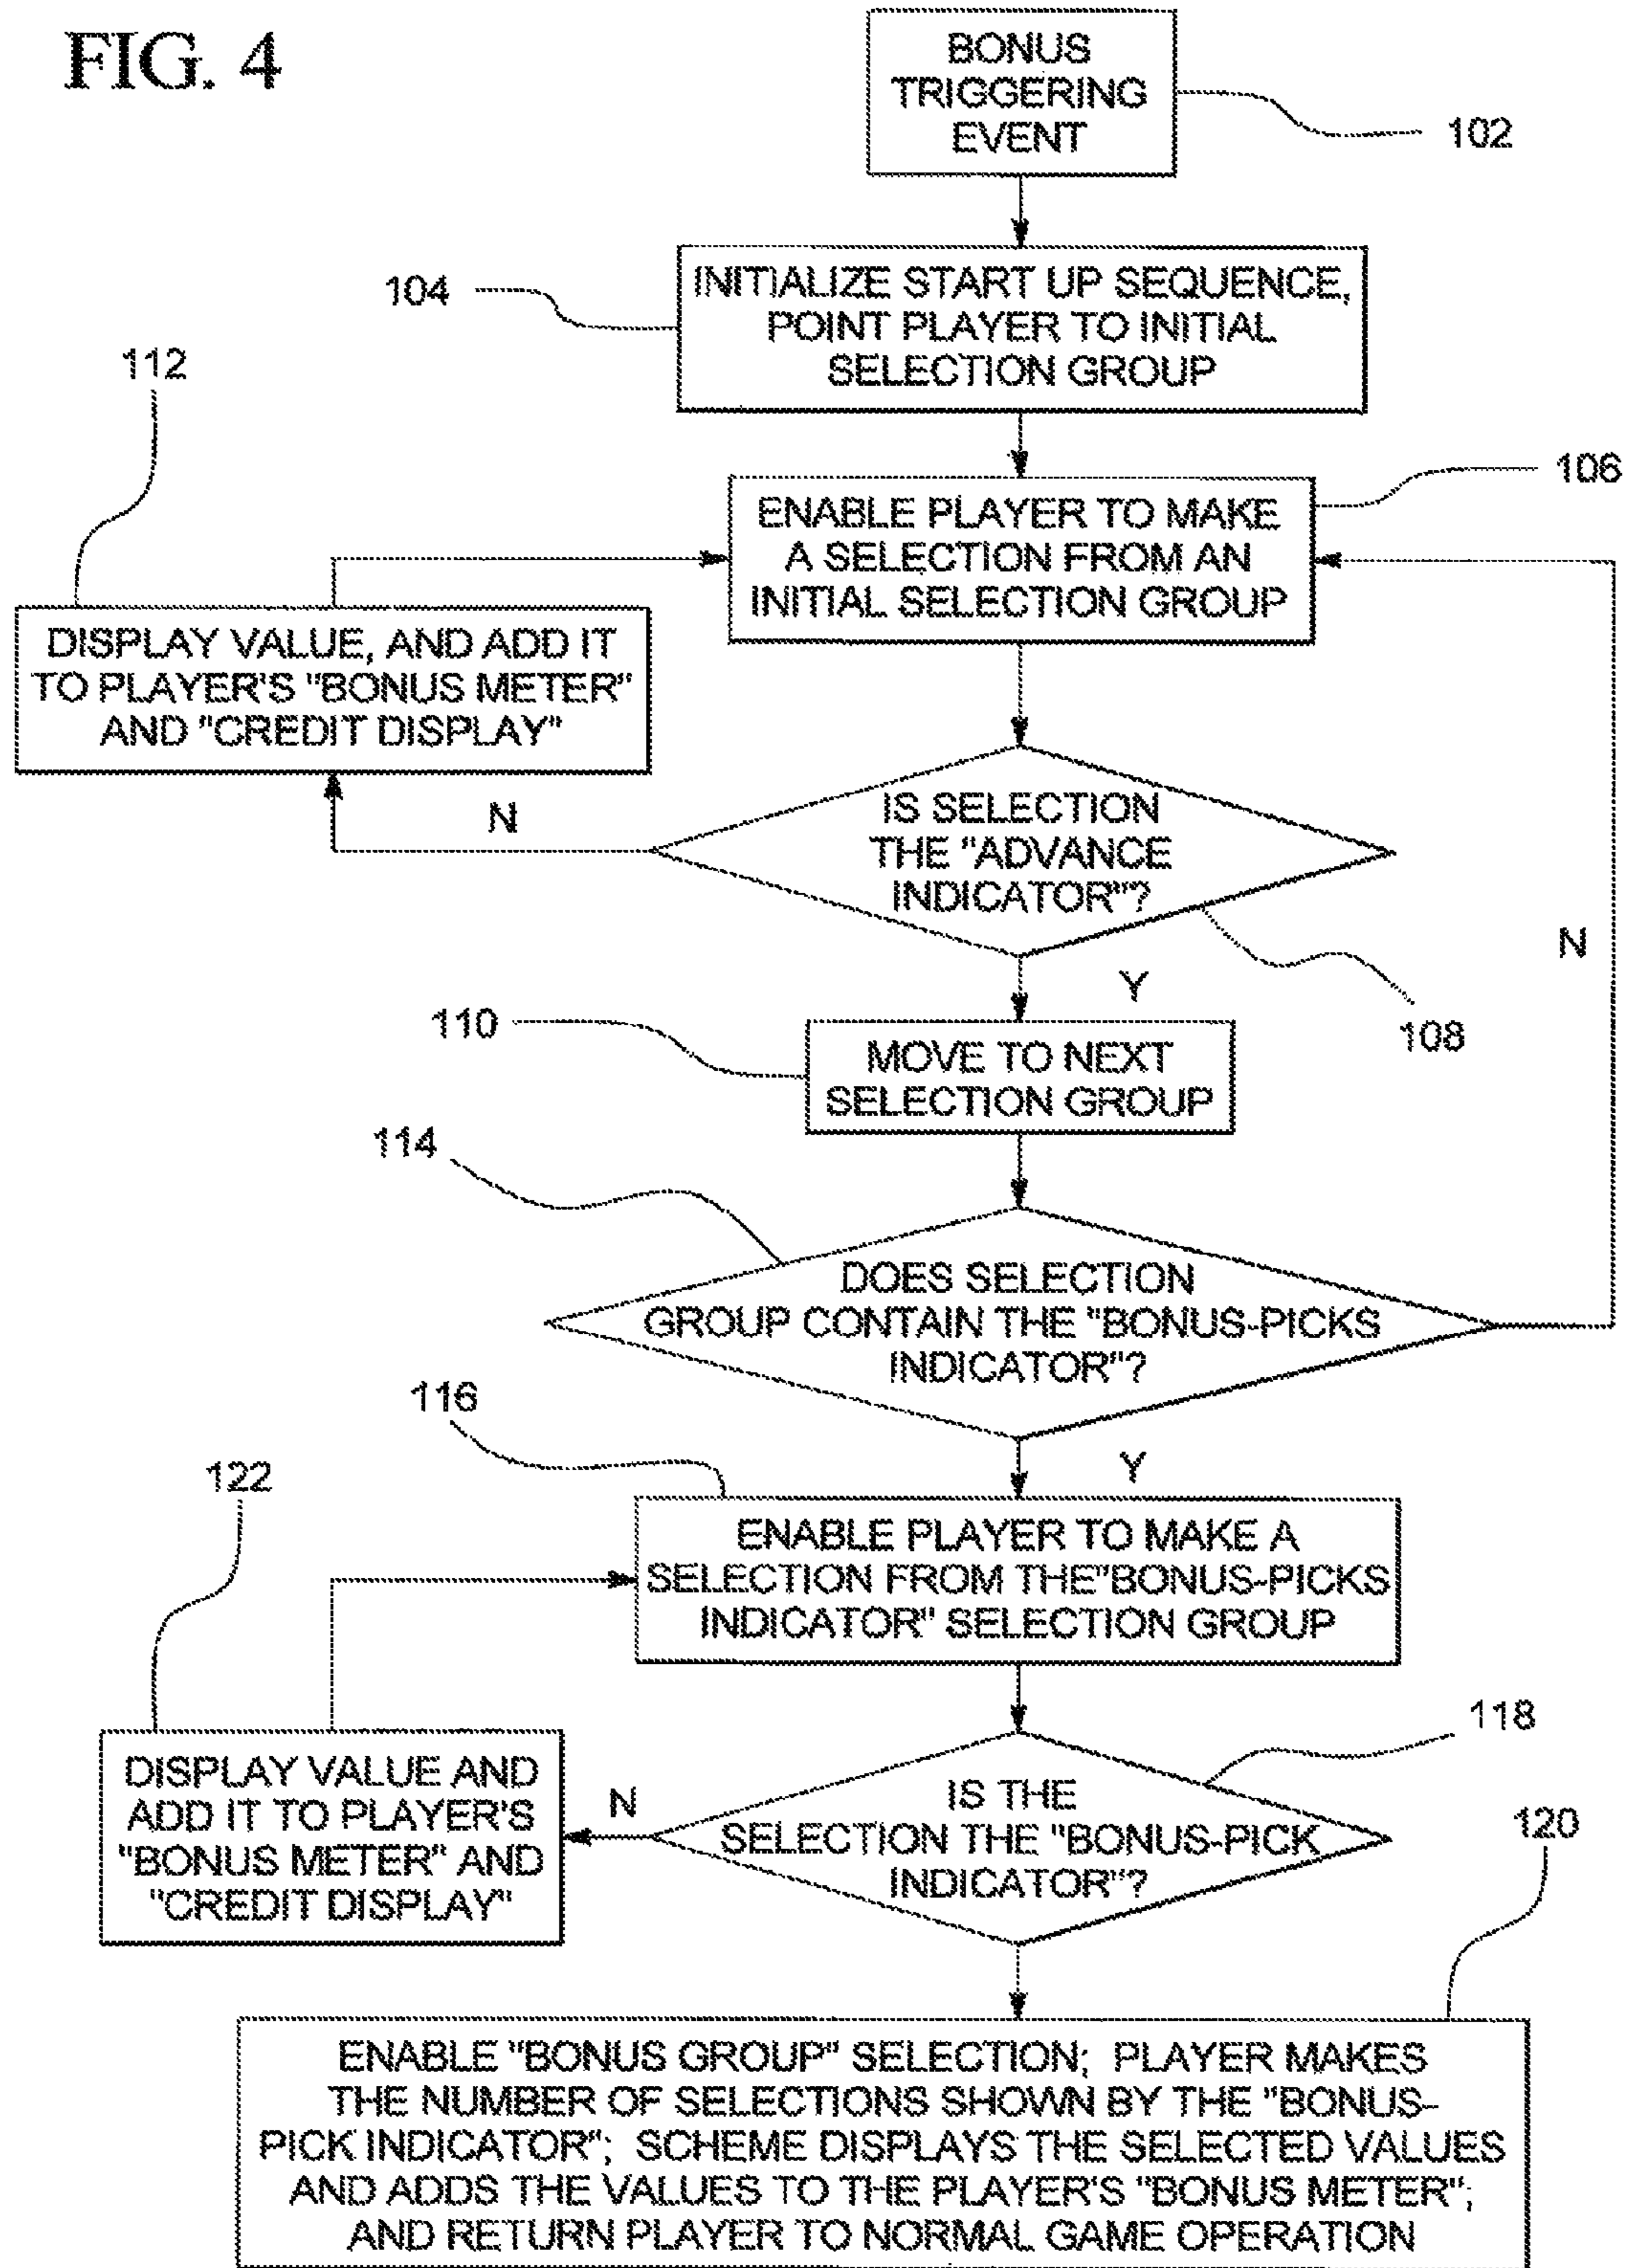 FIG. 4
BONUS
TRIGGERING
EVENT
102
104
INITIALIZE START UP SEQUENCE,
POINT PLAYER TO INITIAL
SELECTION GROUP
112
106
ENABLE PLAYER TO MAKE
A SELECTION FROM AN
INITIAL SELECTION GROUP
DISPLAY VALUE, AND ADD IT
TO PLAYER'S "BONUS METER"
AND "CREDIT DISPLAY"
N
IS SELECTION
THE "ADVANCE
INDICATOR"?
N
Y
108
110
MOVE TO NEXT
SELECTION GROUP
114
DOES SELECTION
GROUP CONTAIN THE "BONUS-PICKS
INDICATOR"?
116
Y
122
ENABLE PLAYER TO MAKE A
SELECTION FROM THE"BONUS-PICKS
INDICATOR" SELECTION GROUP
118
DISPLAY VALUE AND
ADD IT TO PLAYER'S
"BONUS METER" AND
"CREDIT DISPLAY"
N
IS THE
SELECTION THE "BONUS-PICK
INDICATOR"?
120
ENABLE "BONUS GROUP" SELECTION; PLAYER MAKES
THE NUMBER OF SELECTIONS SHOWN BY THE "BONUS-
PICK INDICATOR"; SCHEME DISPLAYS THE SELECTED VALUES
AND ADDS THE VALUES TO THE PLAYER'S "BONUS METER";
AND RETURN PLAYER TO NORMAL GAME OPERATION